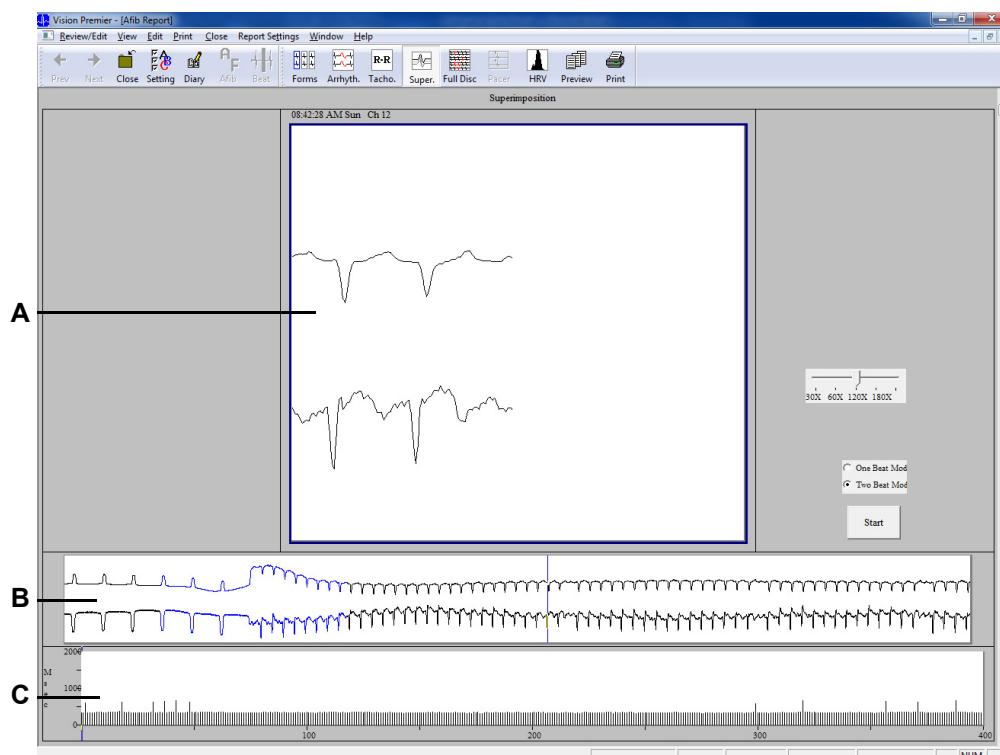 Vision Premier - [Afib Report]
Review/Edit View Edit Print Close Report Settings Window Help
Prev Next Close Setting Diary Afib Beat Forms Arrhyth. Tacho. Super. Full Disc Pacer HRV Preview Print
Superimposition
08:42:28 AM Sun Ch 12
A
30X 60X 120X 180X
One Beat Mod
Two Beat Mod
Start
B
2000
M
s
e
c
1000
C
0
100 200 300 400
NUM